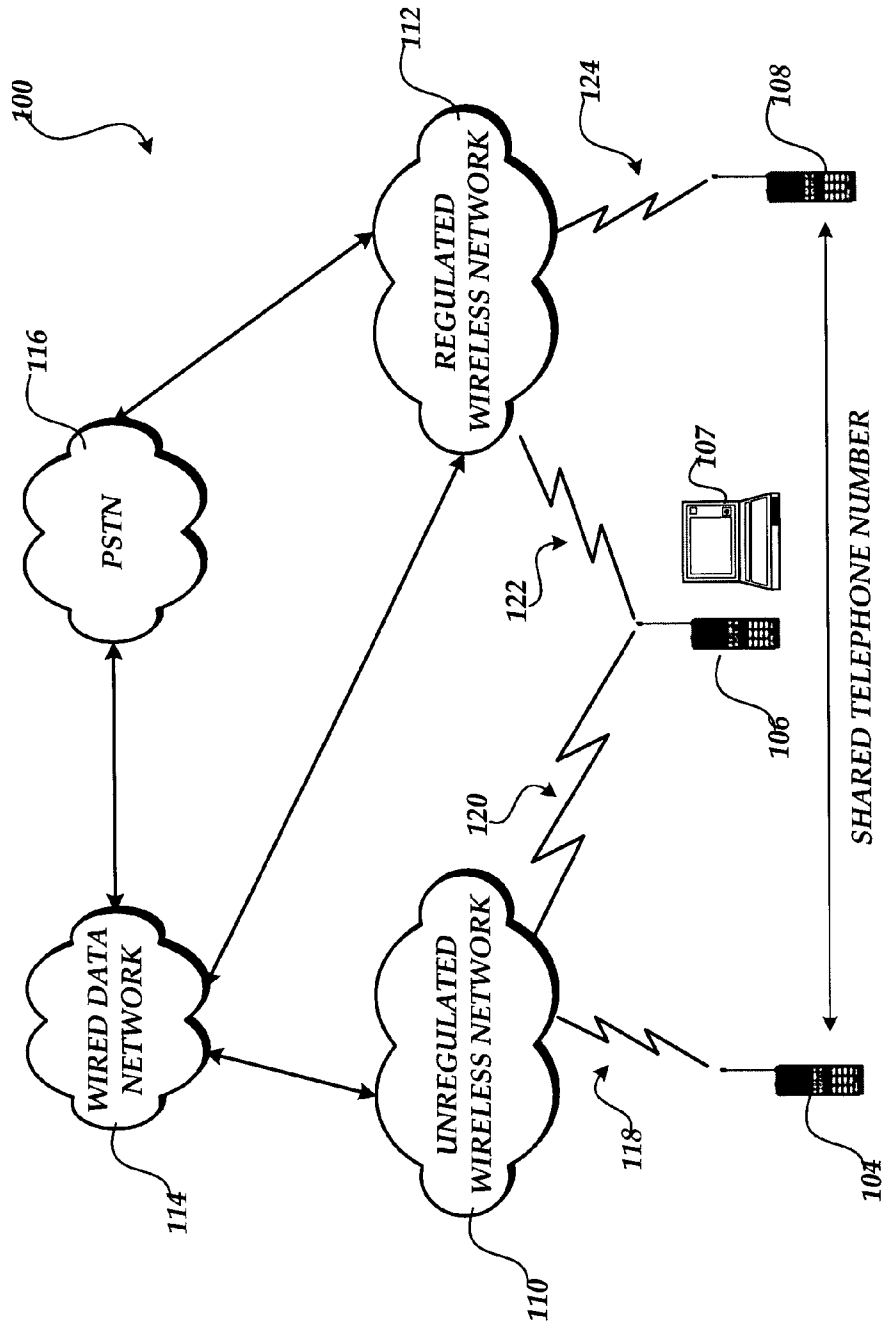 100
116
112
PSTN
WIRED DATA
NETWORK
114
REGULATED
WIRELESS NETWORK
UNREGULATED
WIRELESS NETWORK
110
124
122
120
118
107
108
106
104
SHARED TELEPHONE NUMBER